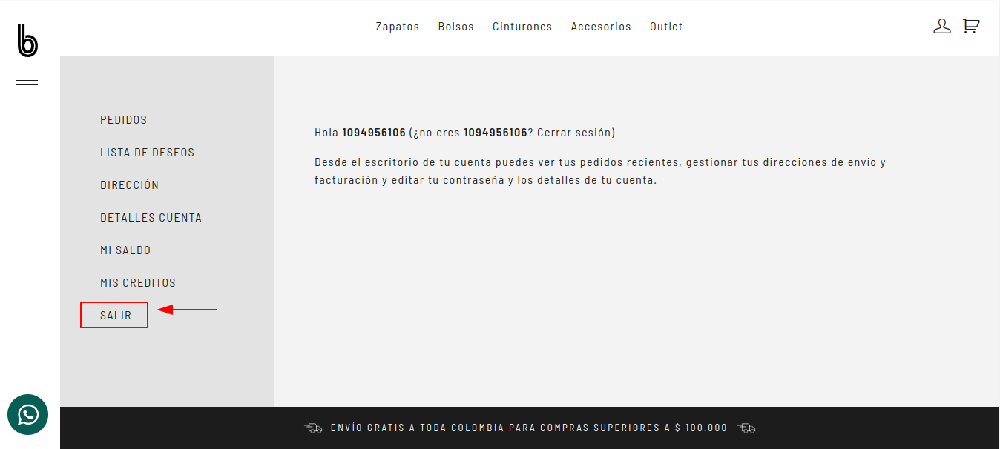 Zapatos Bolsos Cinturones Accesorios Outlet
b
PEDIDOS
LISTA DE DESEOS
DIRECCIÓN
DETALLES CUENTA
MI SALDO
MIS CREDITOS
SALIR
Hola 1094956106 (¿no eres 1094956106? Cerrar sesión)
Desde el escritorio de tu cuenta puedes ver tus pedidos recientes, gestionar tus direcciones de envío y
facturación y editar tu contraseña y los detalles de tu cuenta.
ENVÍO GRATIS A TODA COLOMBIA PARA COMPRAS SUPERIORES A $ 100.000